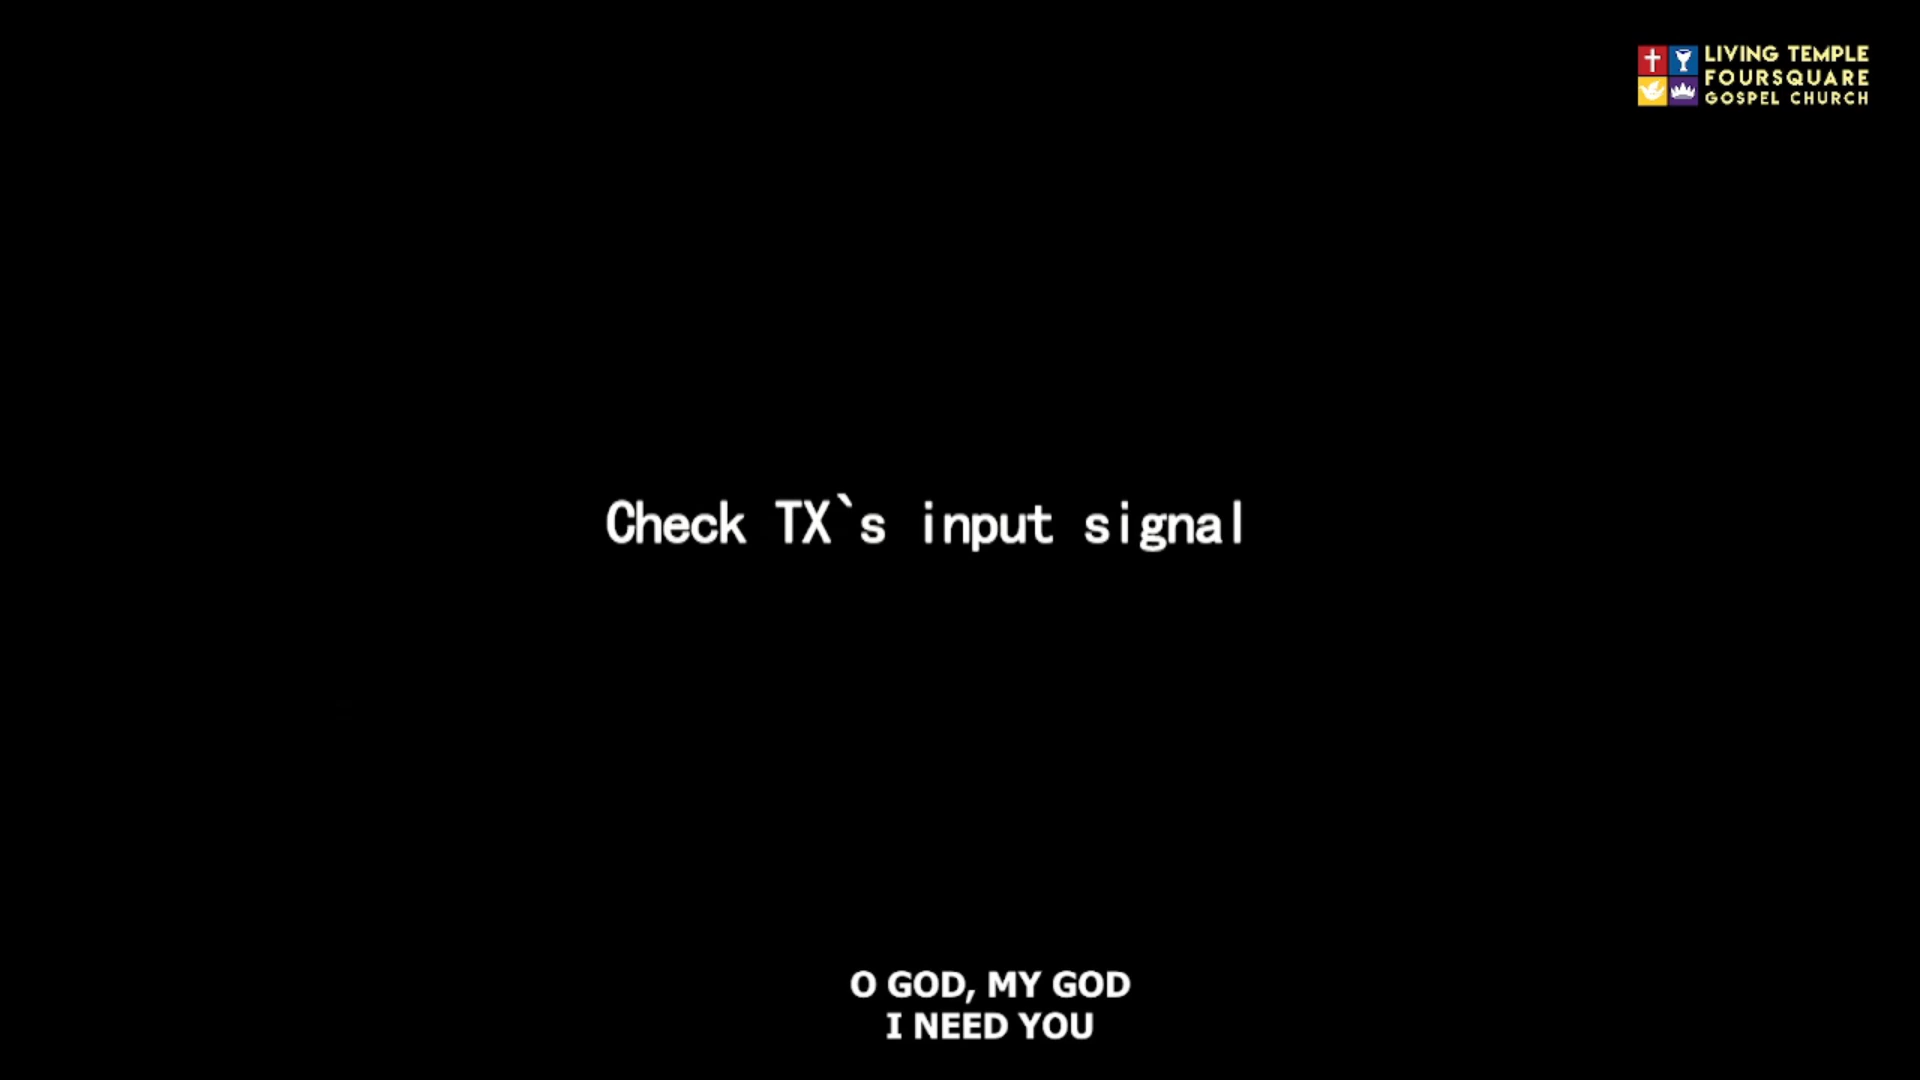 LIVING TEMPLE
FOURSQUARE
GOSPEL CHURCH
Check TX`s input signal
O GOD, MY GOD
I NEED YOU